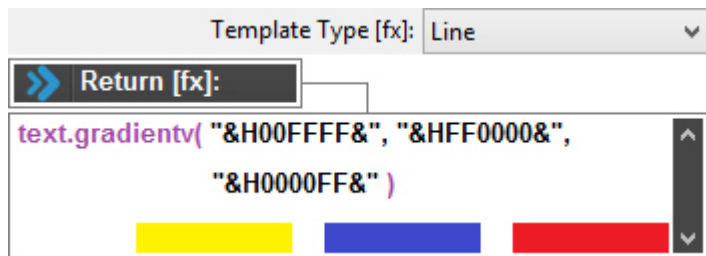 Template Type [fx]: Line
Return [fx]:
text.gradientv( "&H00FFFF&", "&HFF0000&",
"&H0000FF&" )